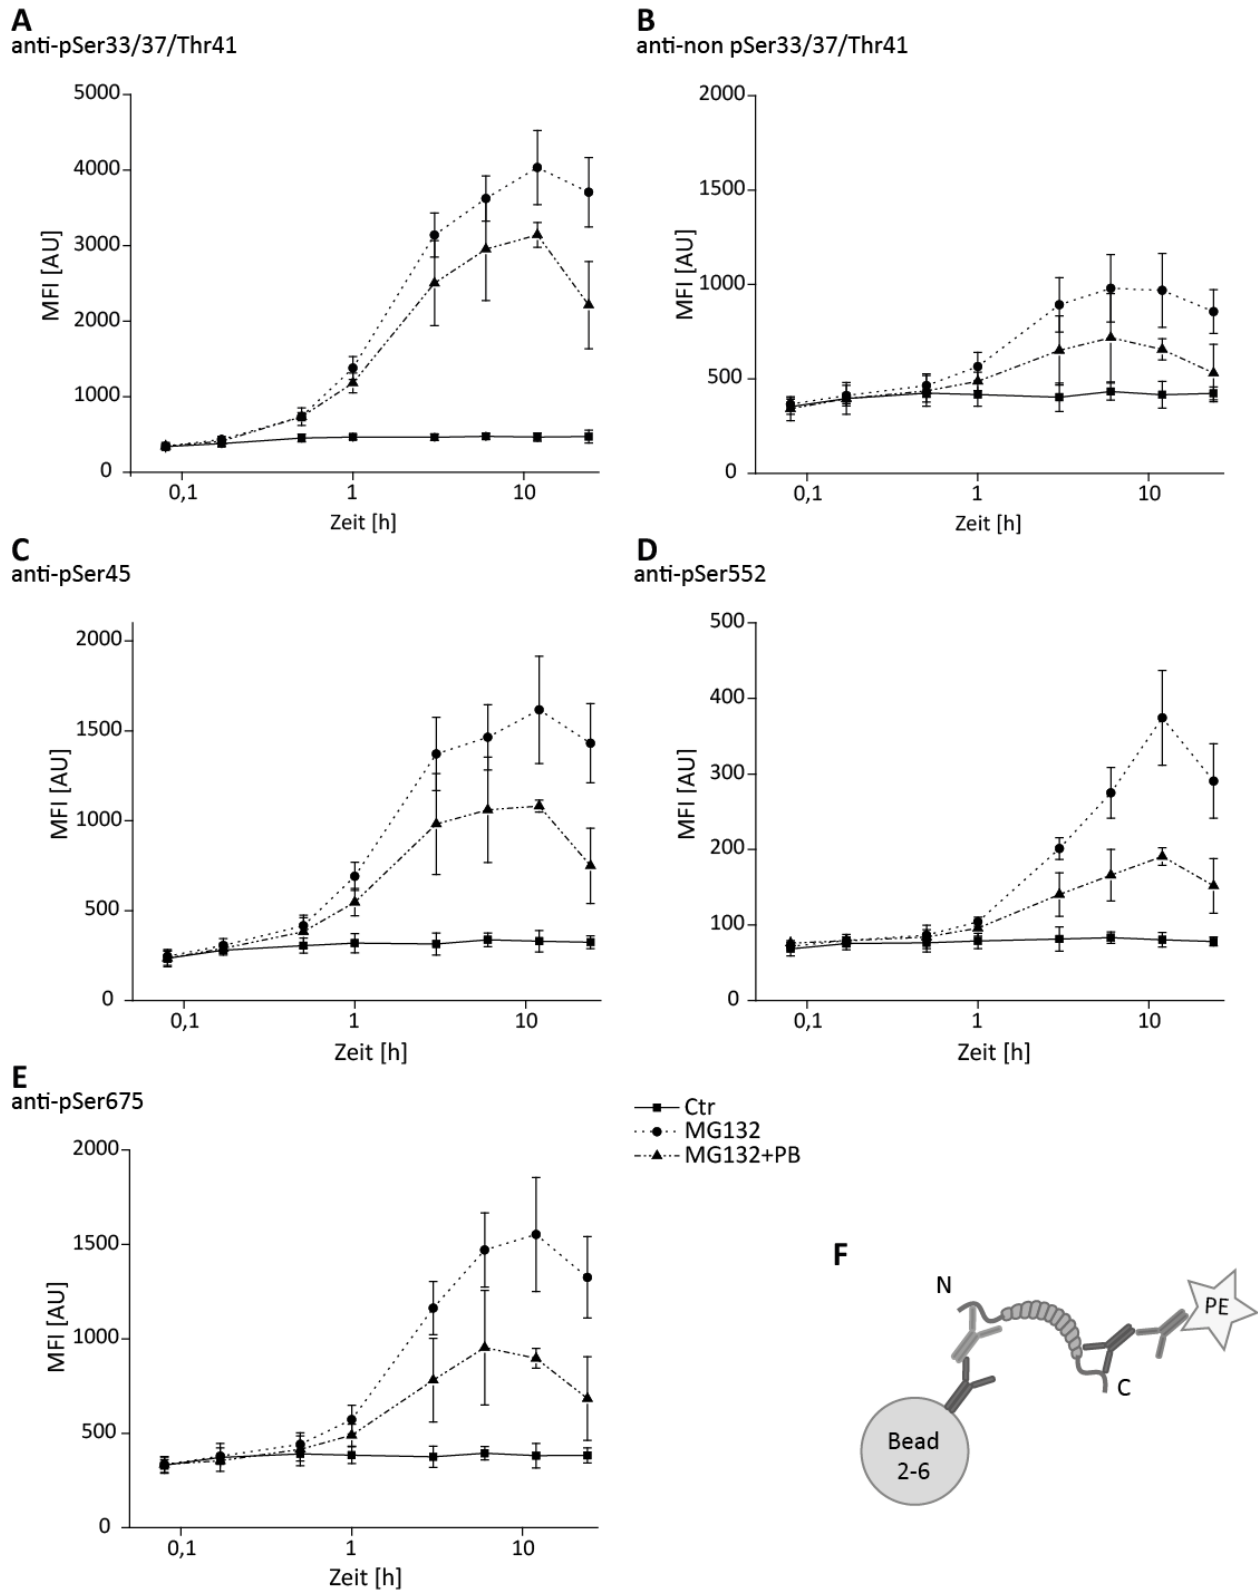 A
anti-pSer33/37/Thr41
5000
4000
3000
2000
1000
0
MFI [AU]
0,1
1
10
Zeit [h]
B
anti-non pSer33/37/Thr41
2000
1500
1000
500
0
MFI [AU]
0,1
1
10
Zeit [h]
C
anti-pSer45
2000
1500
1000
500
0
MFI [AU]
0,1
1
10
Zeit [h]
D
anti-pSer552
500
400
300
200
100
0
MFI [AU]
0,1
1
10
Zeit [h]
E
anti-pSer675
2000
1500
1000
500
0
MFI [AU]
0,1
1
10
Zeit [h]
Ctr
MG132
MG132+PB
F
N
PE
C
Bead
2-6